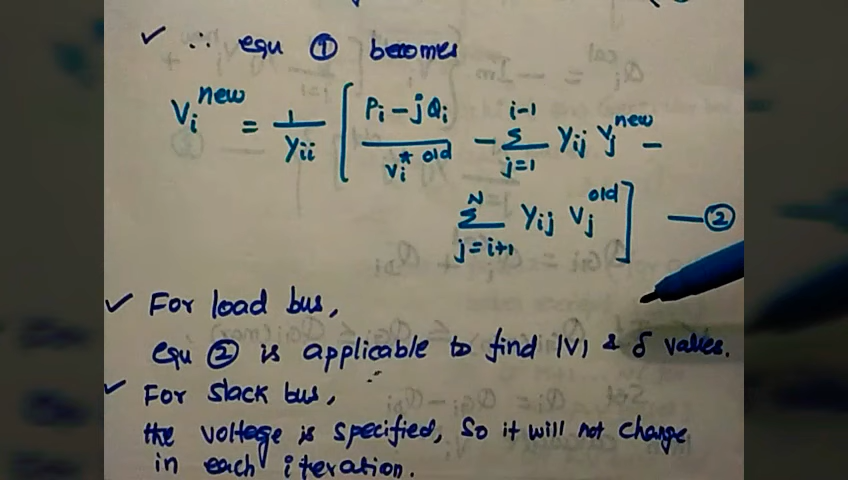 ✓ ∴ equ ① becomes
Vi^new = 1/Yii [ Pi - jQi / Vi^* old - Σ_{j=1}^{i-1} Yij Vj^new -
Σ_{j=i+1}^{N} Yij Vj^old ] — ②
✓ For load bus,
equ ② is applicable to find |V| & δ values.
✓ For slack bus,
the voltage is specified, so it will not change
in each iteration.